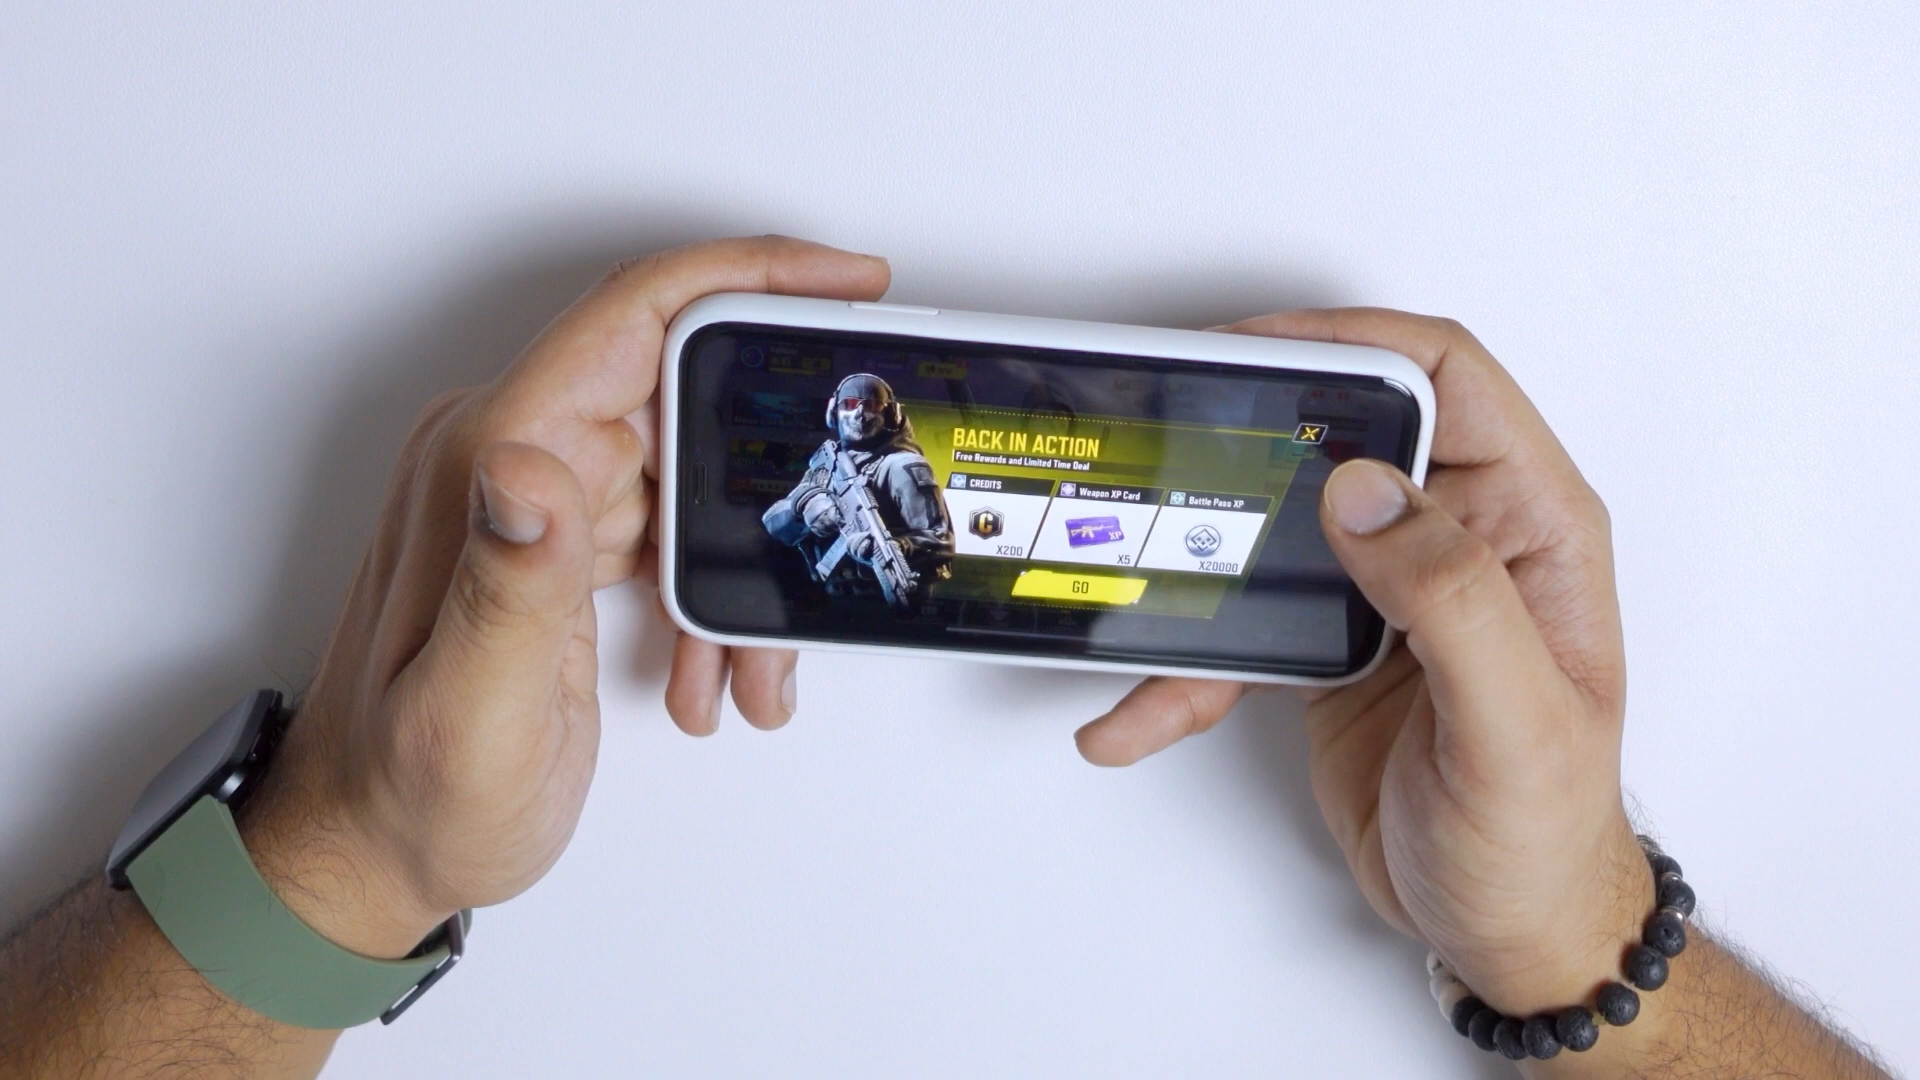 BACK IN ACTION
Free Rewards and Limited Time Deal
CREDITS
X200
Weapon XP Card
XP
X5
Battle Pass XP
X20000
GO